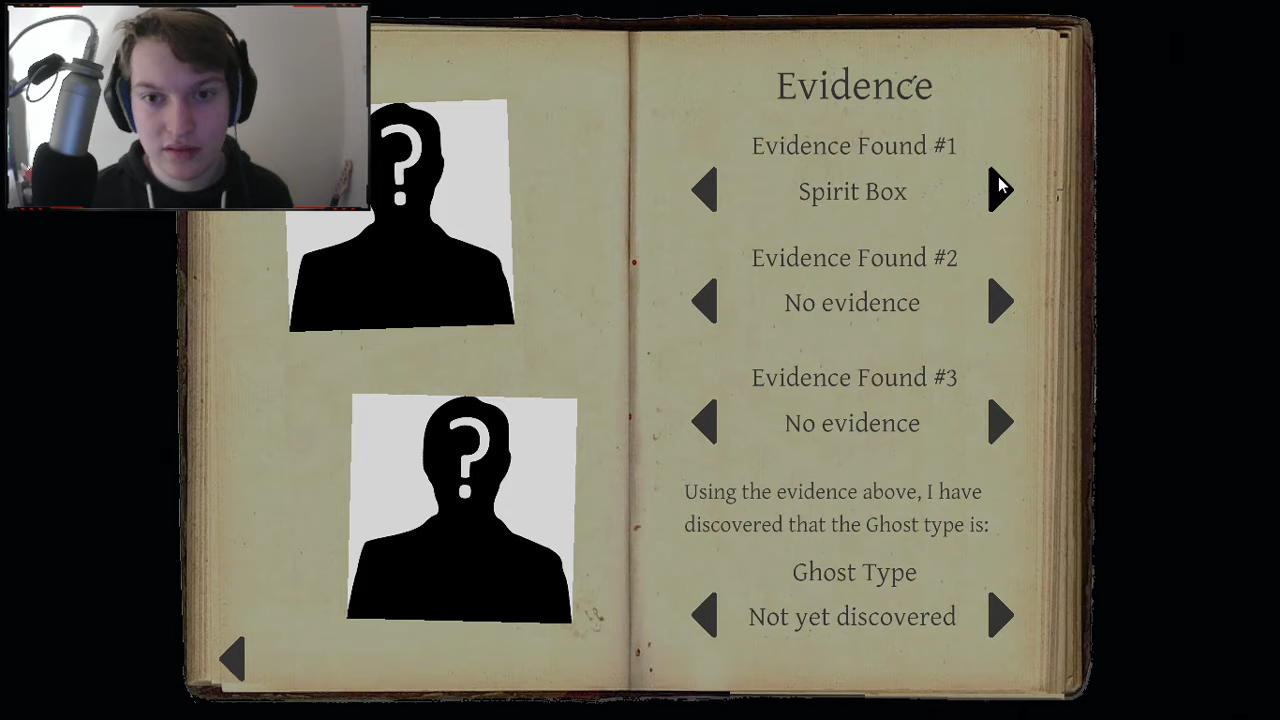 ?
?
Evidence
Evidence Found #1
Spirit Box
Evidence Found #2
No evidence
Evidence Found #3
No evidence
Using the evidence above, I have
discovered that the Ghost type is:
Ghost Type
Not yet discovered